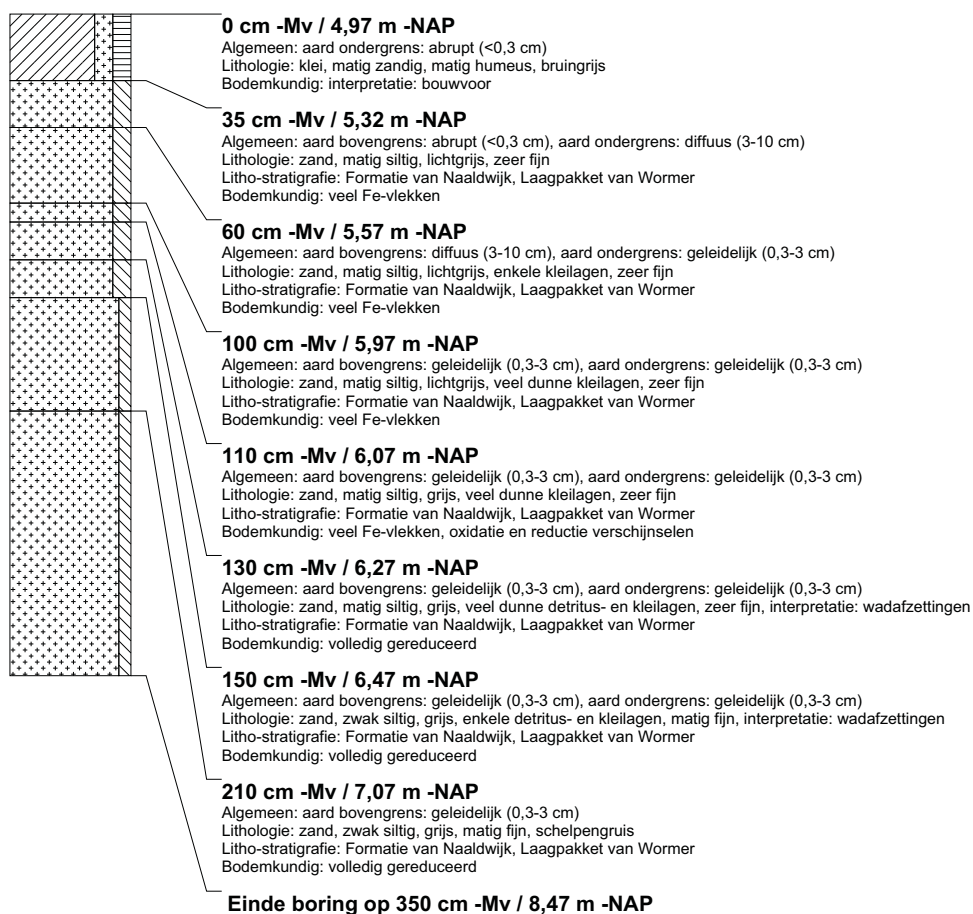 0 cm -Mv / 4,97 m -NAP
Algemeen: aard ondergrens: abrupt (<0,3 cm)
Lithologie: klei, matig zandig, matig humeus, bruingrijs
Bodemkundig: interpretatie: bouwvoor
35 cm -Mv / 5,32 m -NAP
Algemeen: aard bovengrens: abrupt (<0,3 cm), aard ondergrens: diffuus (3-10 cm)
Lithologie: zand, matig siltig, lichtgrijs, zeer fijn
Litho-stratigrafie: Formatie van Naaldwijk, Laagpakket van Wormer
Bodemkundig: veel Fe-vlekken
60 cm -Mv / 5,57 m -NAP
Algemeen: aard bovengrens: diffuus (3-10 cm), aard ondergrens: geleidelijk (0,3-3 cm)
Lithologie: zand, matig siltig, lichtgrijs, enkele kleilagen, zeer fijn
Litho-stratigrafie: Formatie van Naaldwijk, Laagpakket van Wormer
Bodemkundig: veel Fe-vlekken
100 cm -Mv / 5,97 m -NAP
Algemeen: aard bovengrens: geleidelijk (0,3-3 cm), aard ondergrens: geleidelijk (0,3-3 cm)
Lithologie: zand, matig siltig, lichtgrijs, veel dunne kleilagen, zeer fijn
Litho-stratigrafie: Formatie van Naaldwijk, Laagpakket van Wormer
Bodemkundig: veel Fe-vlekken
110 cm -Mv / 6,07 m -NAP
Algemeen: aard bovengrens: geleidelijk (0,3-3 cm), aard ondergrens: geleidelijk (0,3-3 cm)
Lithologie: zand, matig siltig, grijs, veel dunne kleilagen, zeer fijn
Litho-stratigrafie: Formatie van Naaldwijk, Laagpakket van Wormer
Bodemkundig: veel Fe-vlekken, oxidatie en reductie verschijnselen
130 cm -Mv / 6,27 m -NAP
Algemeen: aard bovengrens: geleidelijk (0,3-3 cm), aard ondergrens: geleidelijk (0,3-3 cm)
Lithologie: zand, matig siltig, grijs, veel dunne detritus- en kleilagen, zeer fijn, interpretatie: wadafzettingen
Litho-stratigrafie: Formatie van Naaldwijk, Laagpakket van Wormer
Bodemkundig: volledig gereduceerd
150 cm -Mv / 6,47 m -NAP
Algemeen: aard bovengrens: geleidelijk (0,3-3 cm), aard ondergrens: geleidelijk (0,3-3 cm)
Lithologie: zand, zwak siltig, grijs, enkele detritus- en kleilagen, matig fijn, interpretatie: wadafzettingen
Litho-stratigrafie: Formatie van Naaldwijk, Laagpakket van Wormer
Bodemkundig: volledig gereduceerd
210 cm -Mv / 7,07 m -NAP
Algemeen: aard bovengrens: geleidelijk (0,3-3 cm)
Lithologie: zand, zwak siltig, grijs, matig fijn, schelpengruis
Litho-stratigrafie: Formatie van Naaldwijk, Laagpakket van Wormer
Bodemkundig: volledig gereduceerd
Einde boring op 350 cm -Mv / 8,47 m -NAP